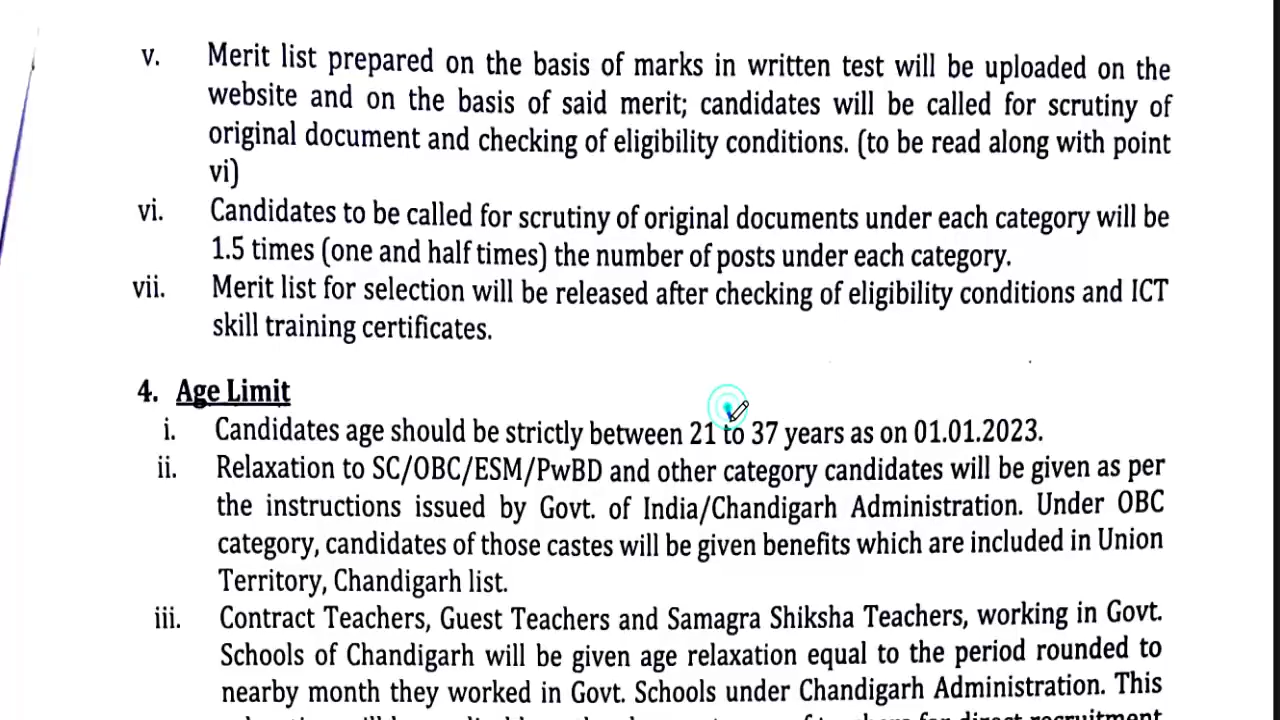 v. Merit list prepared on the basis of marks in written test will be uploaded on the
website and on the basis of said merit; candidates will be called for scrutiny of
original document and checking of eligibility conditions. (to be read along with point
vi)
vi. Candidates to be called for scrutiny of original documents under each category will be
1.5 times (one and half times) the number of posts under each category.
vii. Merit list for selection will be released after checking of eligibility conditions and ICT
skill training certificates.
4. Age Limit
i. Candidates age should be strictly between 21 to 37 years as on 01.01.2023.
ii. Relaxation to SC/OBC/ESM/PwBD and other category candidates will be given as per
the instructions issued by Govt. of India/Chandigarh Administration. Under OBC
category, candidates of those castes will be given benefits which are included in Union
Territory, Chandigarh list.
iii. Contract Teachers, Guest Teachers and Samagra Shiksha Teachers, working in Govt.
Schools of Chandigarh will be given age relaxation equal to the period rounded to
nearby month they worked in Govt. Schools under Chandigarh Administration. This